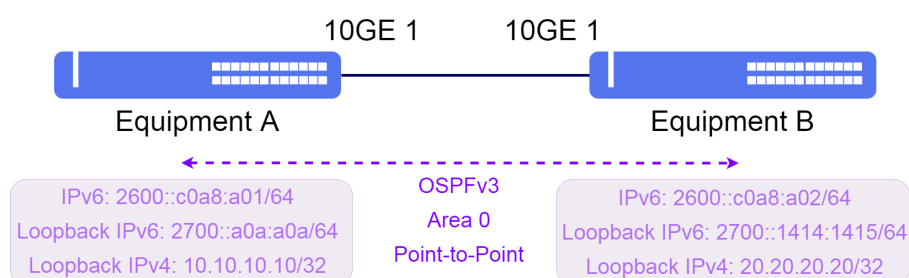 10GE 1
10GE 1
Equipment A
Equipment B
OSPFv3
Area 0
Point-to-Point
IPv6: 2600::c0a8:a01/64
Loopback IPv6: 2700::a0a:a0a/64
Loopback IPv4: 10.10.10.10/32
IPv6: 2600::c0a8:a02/64
Loopback IPv6: 2700::1414:1415/64
Loopback IPv4: 20.20.20.20/32